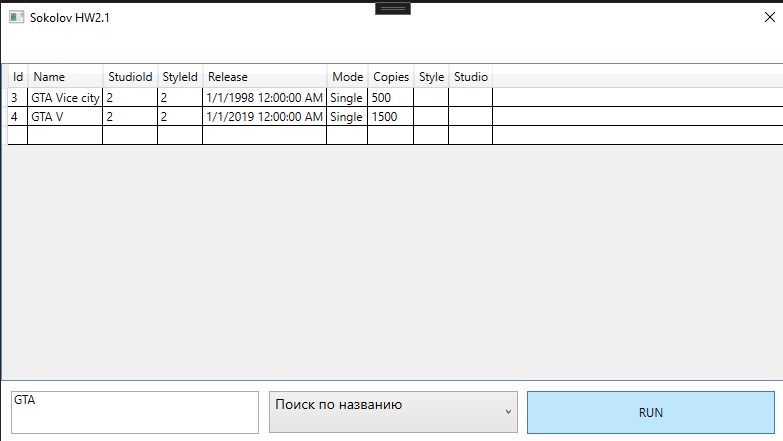 Sokolov HW2.1
Id Name StudioId StyleId Release Mode Copies Style Studio
3 GTA Vice city 2 2 1/1/1998 12:00:00 AM Single 500
4 GTA V 2 2 1/1/2019 12:00:00 AM Single 1500
GTA Поиск по названию RUN